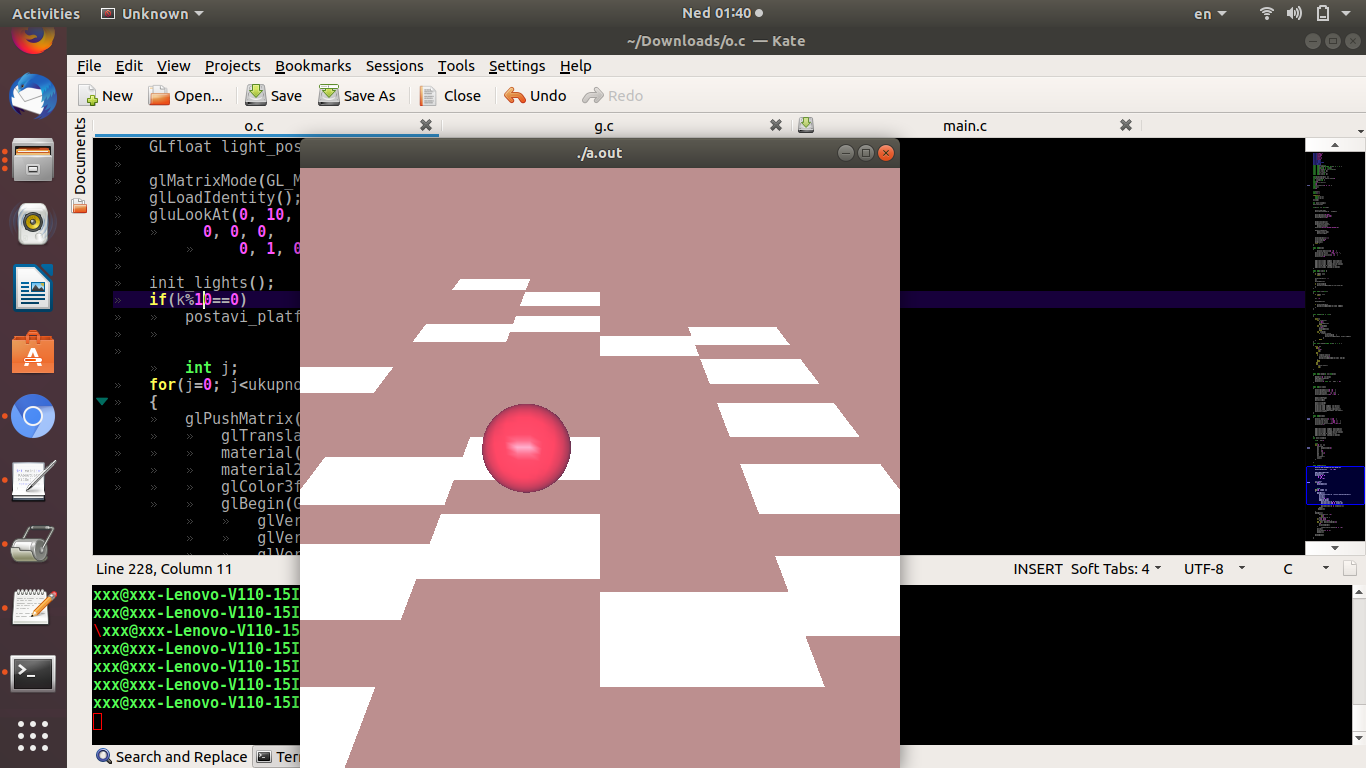 Activities Unknown Ned 01:40 en
~/Downloads/o.c — Kate
File Edit View Projects Bookmarks Sessions Tools Settings Help
New Open... Save Save As Close Undo Redo
Documents
o.c g.c main.c
./a.out
GLfloat light_pos
glMatrixMode(GL_M
glLoadIdentity();
gluLookAt(0, 10,
0, 0, 0,
0, 1, 0
init_lights();
if(k%10==0)
postavi_platf
int j;
for(j=0; j<ukupno
{
glPushMatrix(
glTransla
material(
material2
glColor3f
glBegin(G
glVer
glVer
glVer
Line 228, Column 11 INSERT Soft Tabs: 4 UTF-8 C
xxx@xxx-Lenovo-V110-15I
xxx@xxx-Lenovo-V110-15I
\xxx@xxx-Lenovo-V110-15
xxx@xxx-Lenovo-V110-15I
xxx@xxx-Lenovo-V110-15I
xxx@xxx-Lenovo-V110-15I
xxx@xxx-Lenovo-V110-15I
Search and Replace Ter